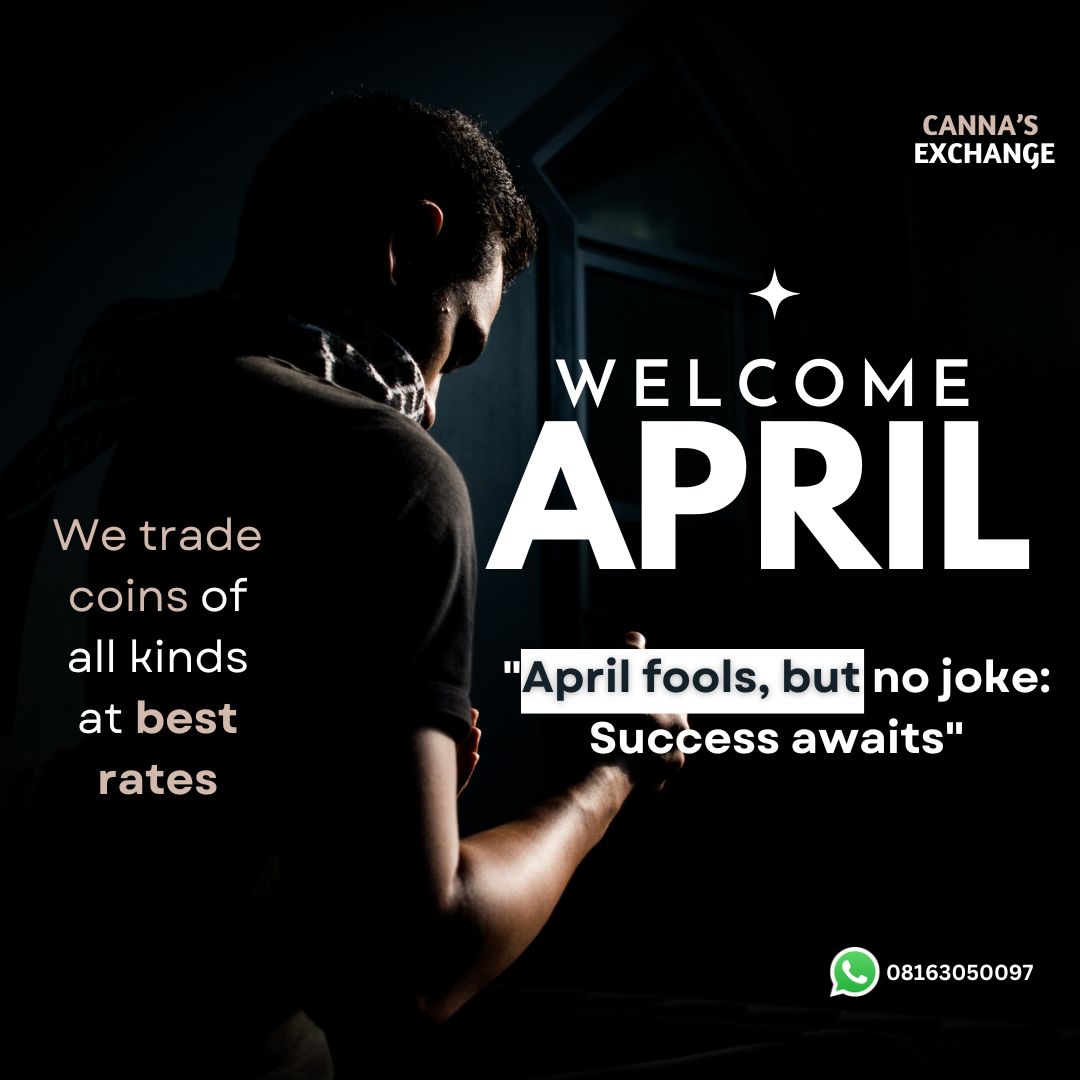 CANNA’S
EXCHANGE
WELCOME
APRIL
We trade
coins of
all kinds
at best
rates
"April fools, but no joke:
Success awaits"
08163050097